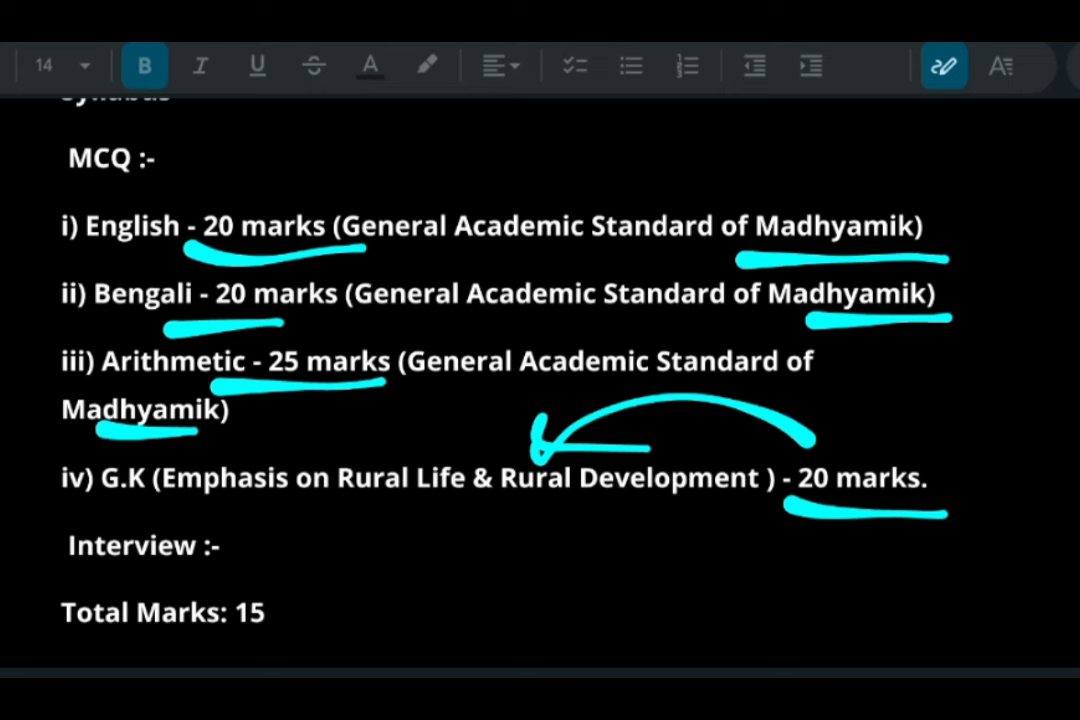 14 B I U S A A
Syllabus
MCQ :-
i) English - 20 marks (General Academic Standard of Madhyamik)
ii) Bengali - 20 marks (General Academic Standard of Madhyamik)
iii) Arithmetic - 25 marks (General Academic Standard of
Madhyamik)
iv) G.K (Emphasis on Rural Life & Rural Development ) - 20 marks.
Interview :-
Total Marks: 15